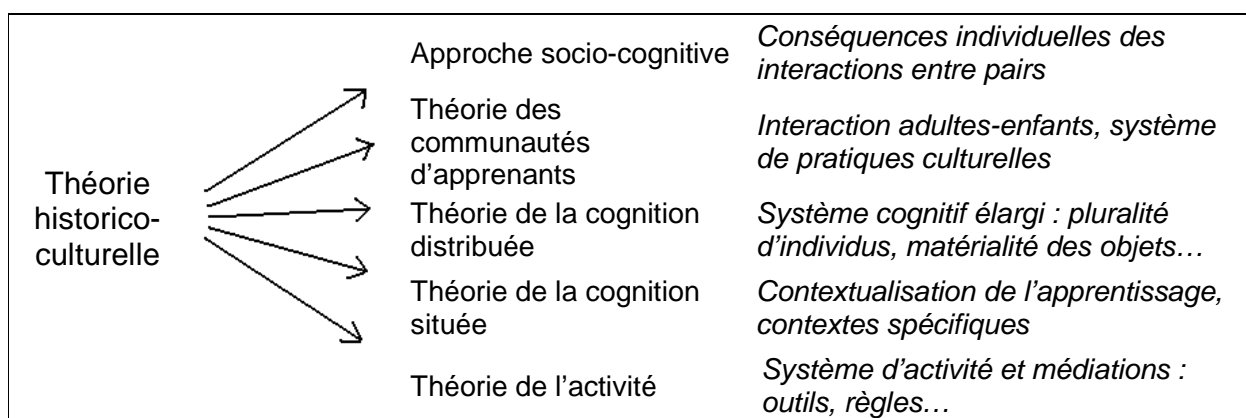 Théorie
historico-
culturelle
Approche socio-cognitive
Conséquences individuelles des
interactions entre pairs
Théorie des
communautés
d’apprenants
Interaction adultes-enfants, système
de pratiques culturelles
Théorie de la cognition
distribuée
Système cognitif élargi : pluralité
d’individus, matérialité des objets…
Théorie de la cognition
située
Contextualisation de l’apprentissage,
contextes spécifiques
Théorie de l’activité
Système d’activité et médiations :
outils, règles…